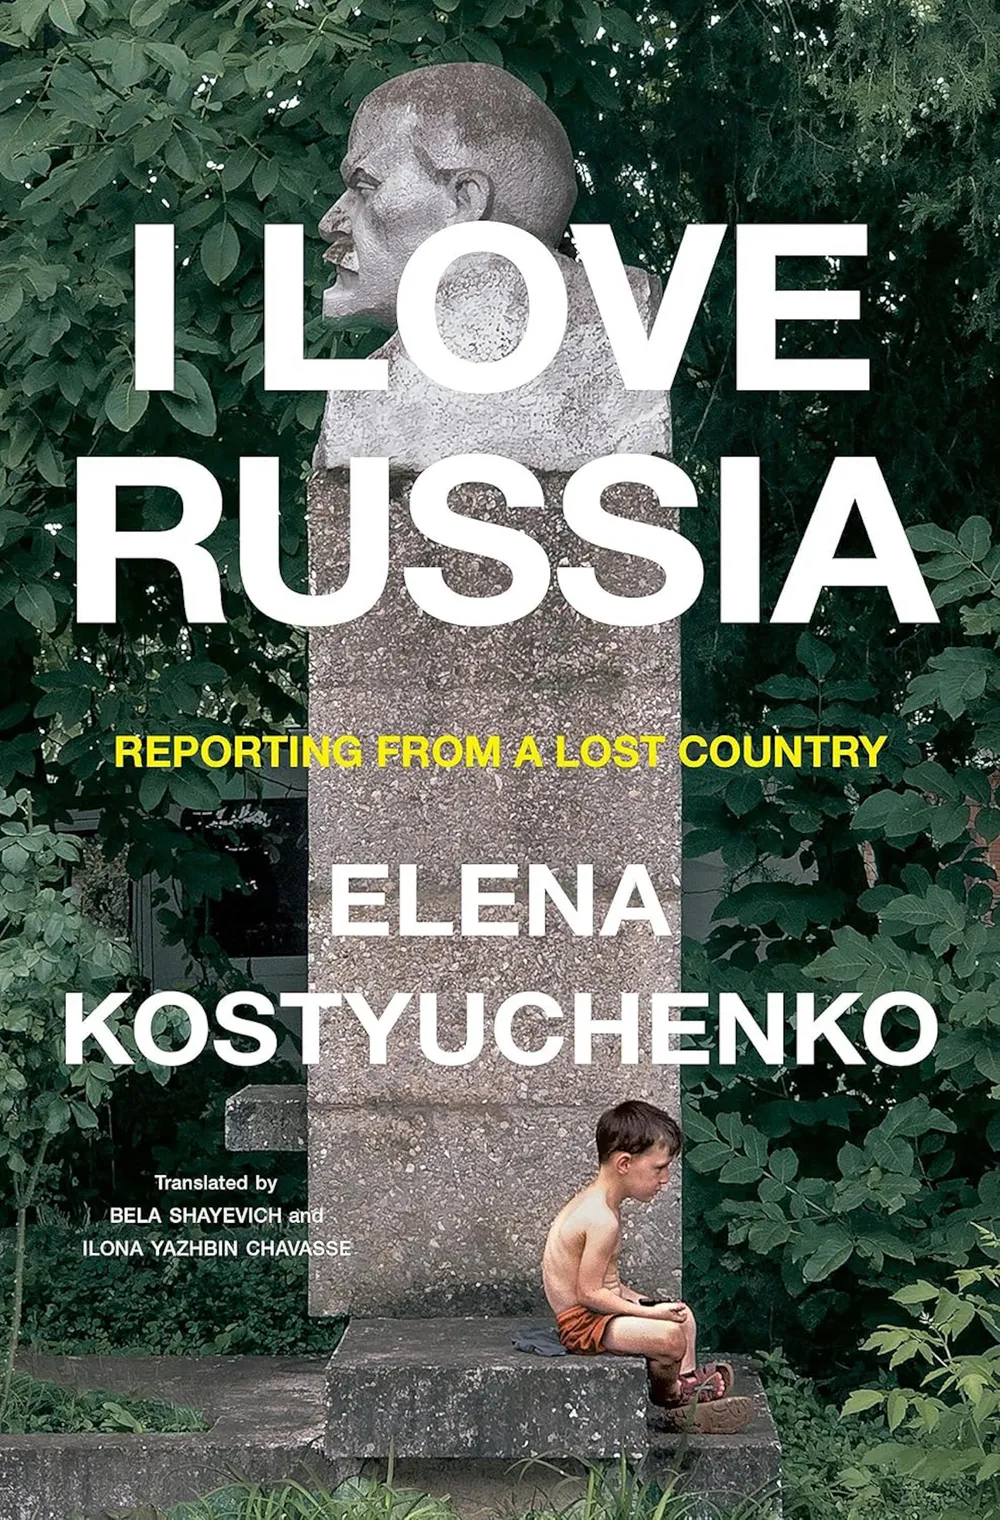 I LOVE
RUSSIA
REPORTING FROM A LOST COUNTRY
ELENA
KOSTYUCHENKO
Translated by
BELA SHAYEVICH and
ILONA YAZHBIN CHAVASSE